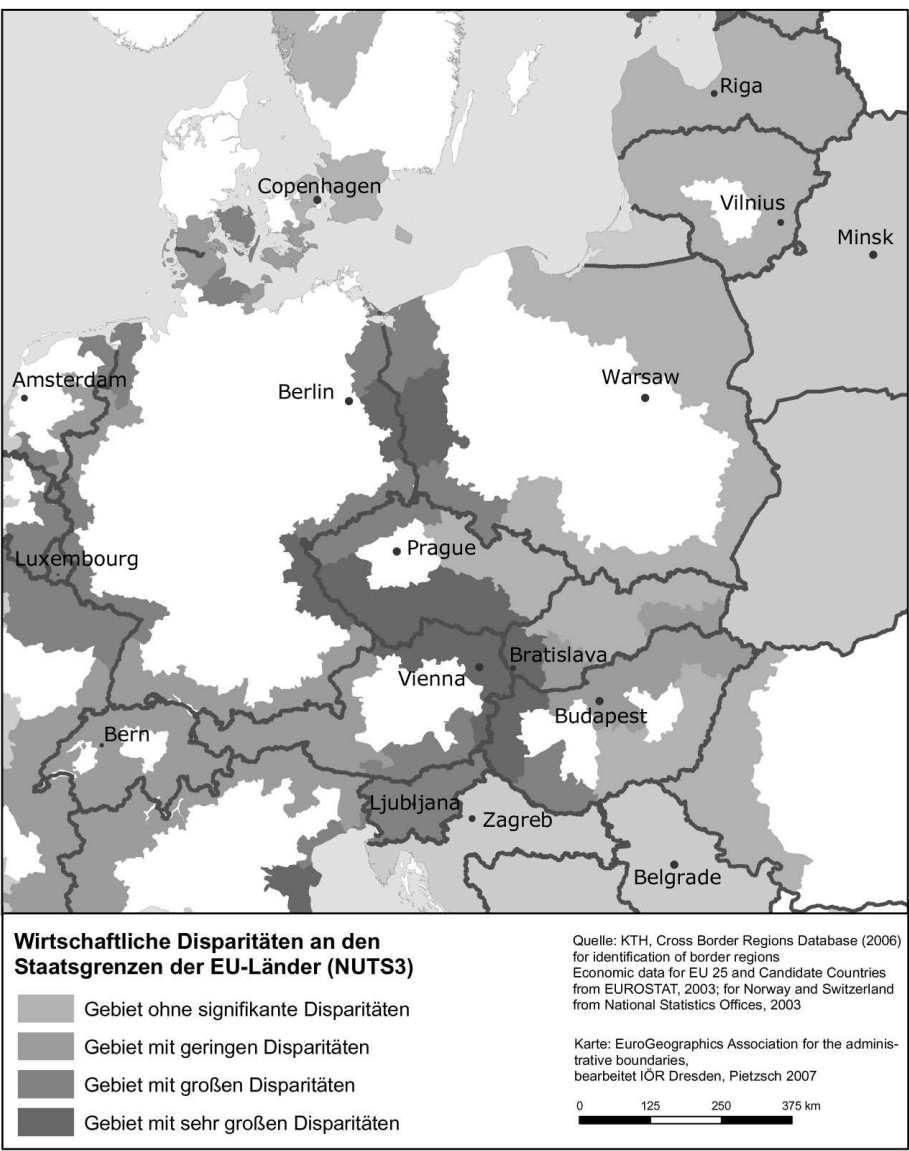 Riga
Copenhagen
Vilnius
Minsk
Amsterdam
Berlin
Warsaw
Prague
Luxembourg
Bratislava
Vienna
Budapest
Bern
Ljubljana
Zagreb
Belgrade
Wirtschaftliche Disparitäten an den
Staatsgrenzen der EU-Länder (NUTS3)
Gebiet ohne signifikante Disparitäten
Gebiet mit geringen Disparitäten
Gebiet mit großen Disparitäten
Gebiet mit sehr großen Disparitäten
Quelle: KTH, Cross Border Regions Database (2006)
for identification of border regions
Economic data for EU 25 and Candidate Countries
from EUROSTAT, 2003; for Norway and Switzerland
from National Statistics Offices, 2003
Karte: EuroGeographics Association for the adminis-
trative boundaries,
bearbeitet IÖR Dresden, Pietzsch 2007
0 125 250 375 km